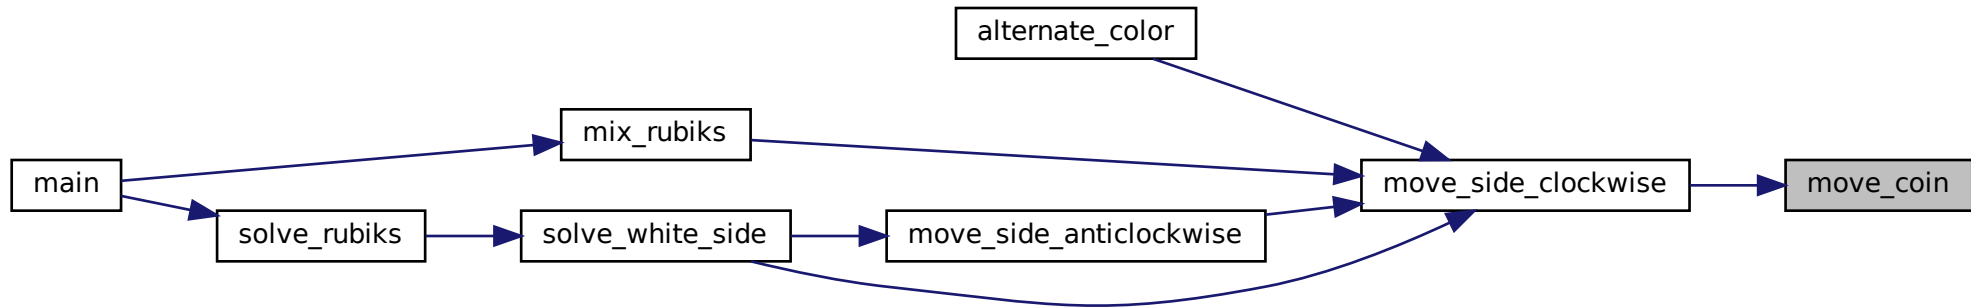 alternate_color
mix_rubiks
main
move_side_clockwise
move_coin
solve_rubiks
solve_white_side
move_side_anticlockwise